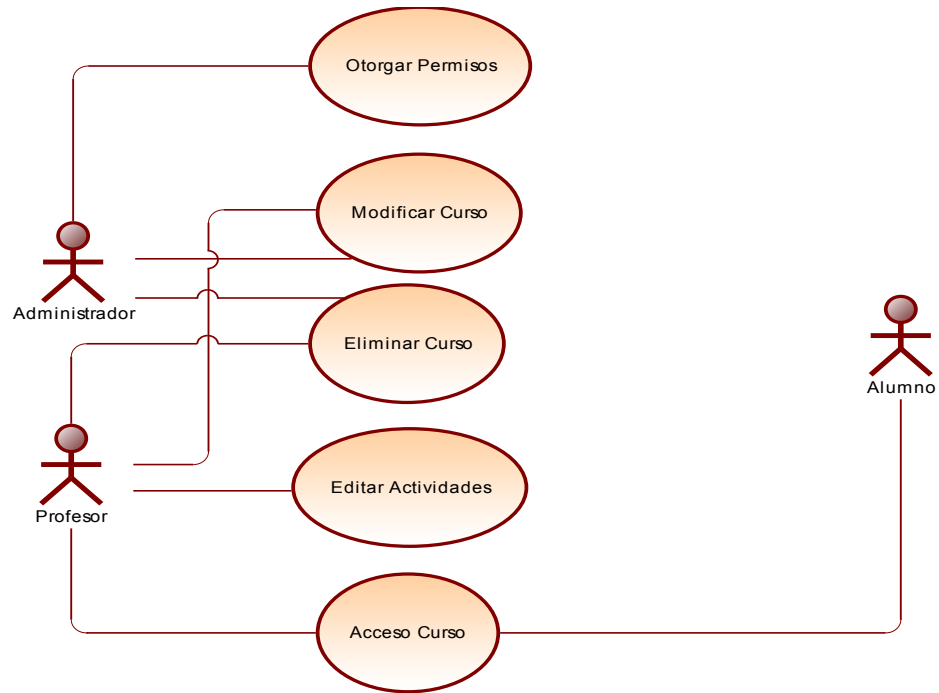 Otorgar Permisos
Modificar Curso
Administrador
Eliminar Curso
Alumno
Editar Actividades
Profesor
Acceso Curso